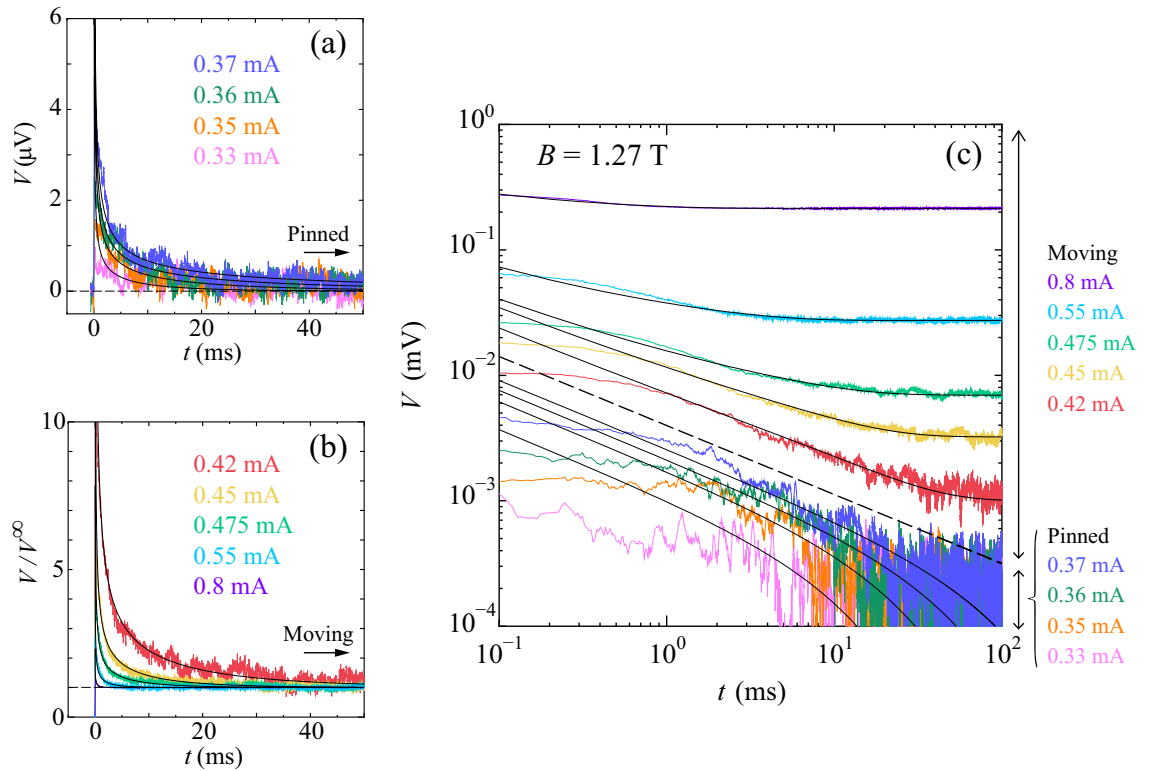 (a)
6
4
2
0
V (μV)
0.37 mA
0.36 mA
0.35 mA
0.33 mA
Pinned
0 20 40
t (ms)
(b)
10
5
1
0
V/V∞
0.42 mA
0.45 mA
0.475 mA
0.55 mA
0.8 mA
Moving
0 20 40
t (ms)
(c)
B = 1.27 T
10⁰
10⁻¹
10⁻²
10⁻³
10⁻⁴
V (mV)
10⁻¹ 10⁰ 10¹ 10²
t (ms)
Moving
0.8 mA
0.55 mA
0.475 mA
0.45 mA
0.42 mA
Pinned
0.37 mA
0.36 mA
0.35 mA
0.33 mA